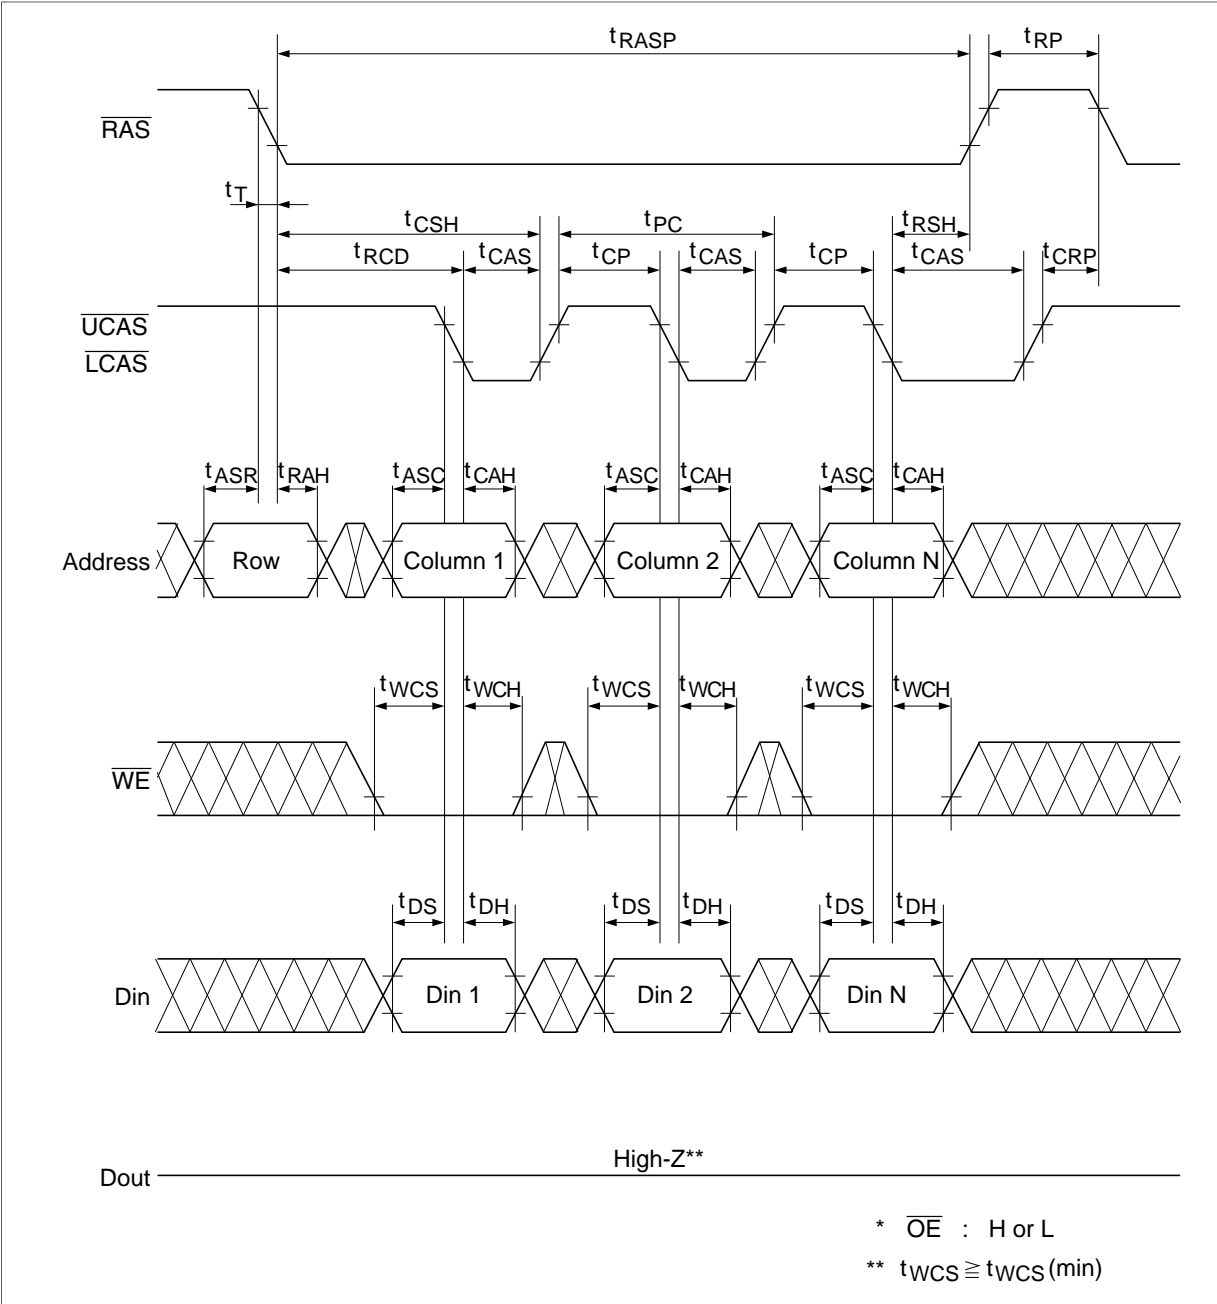 tRASP tRP
RAS
tT
tCSH tPC tRSH
tRCD tCAS tCP tCAS tCP tCAS tCRP
UCAS
LCAS
tASR tRAH tASC tCAH tASC tCAH tASC tCAH
Address Row Column 1 Column 2 Column N
tWCS tWCH tWCS tWCH tWCS tWCH
WE
tDS tDH tDS tDH tDS tDH
Din Din 1 Din 2 Din N
High-Z**
Dout
* OE : H or L
** tWCS ≧ tWCS (min)